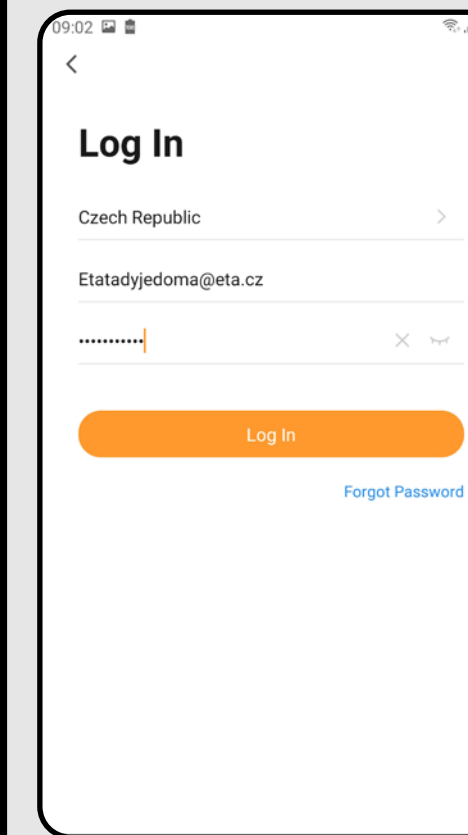 09:02
Log In
Czech Republic
Etatadyjedoma@eta.cz
•••••••••••
Log In
Forgot Password